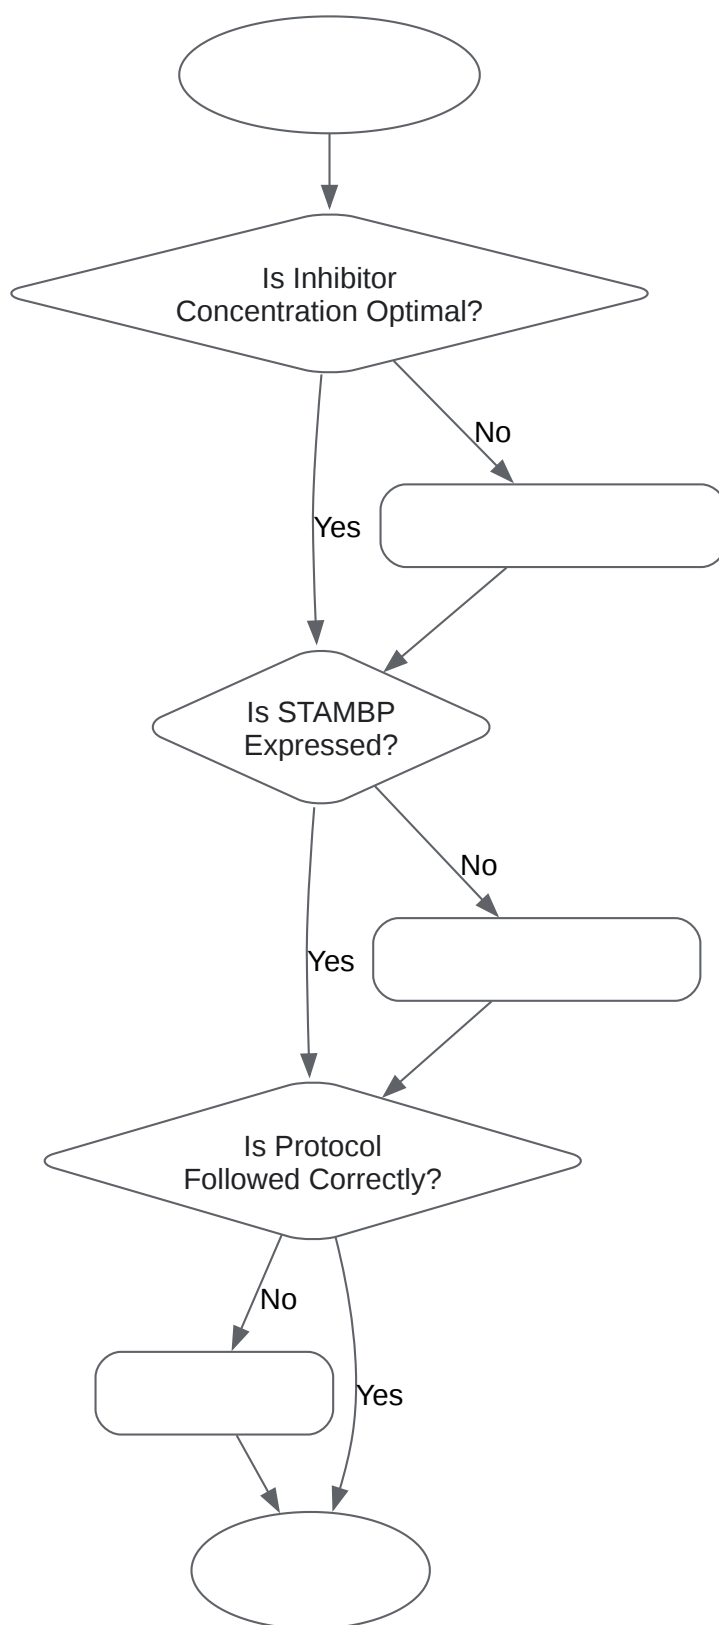 Is Inhibitor
Concentration Optimal?
No
Yes
Is STAMBP
Expressed?
No
Yes
Is Protocol
Followed Correctly?
No
Yes